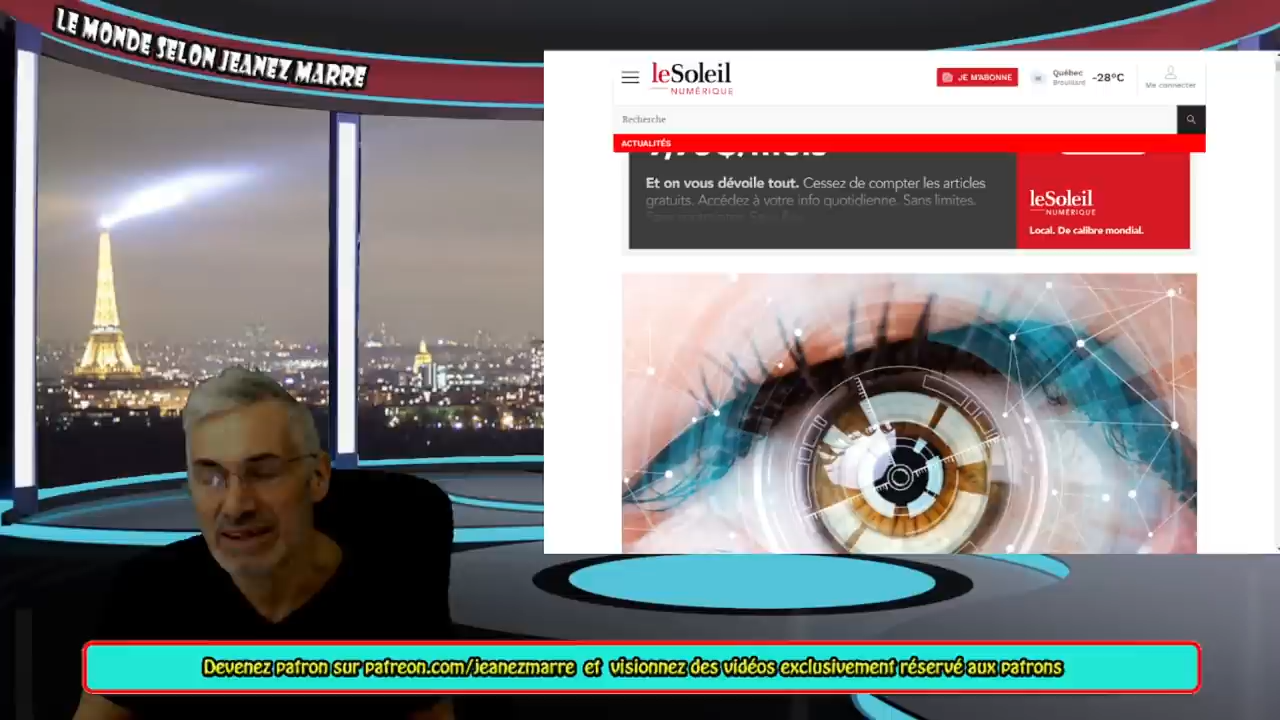 LE MONDE SELON JEANEZ MARRE
leSoleil
NUMÉRIQUE
JE M'ABONNE
Québec
Brouillard
-28°C
Me connecter
Recherche
ACTUALITÉS
Et on vous dévoile tout. Cessez de compter les articles
gratuits. Accédez à votre info quotidienne. Sans limites.
leSoleil
NUMÉRIQUE
Local. De calibre mondial.
Devenez patron sur patreon.com/jeanezmarre et visionnez des vidéos exclusivement réservé aux patrons